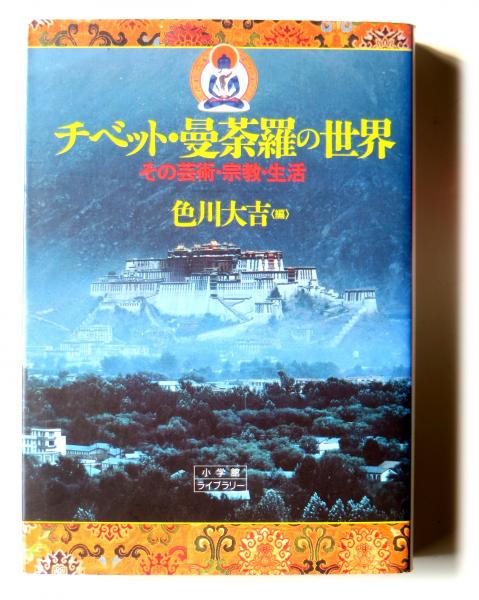 チベット・曼荼羅の世界
その芸術・宗教・生活
色川大吉〈編〉
小学館
ライブラリー